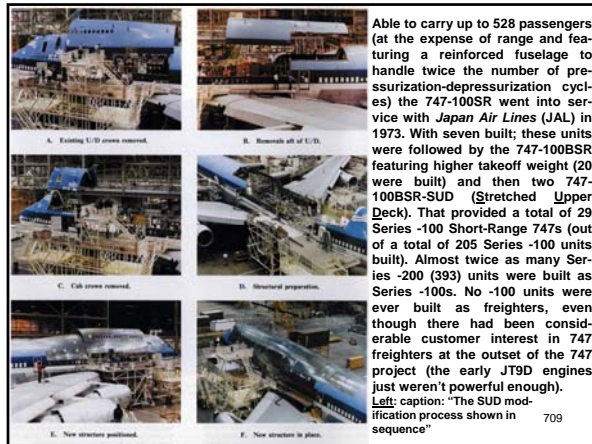 A. Existing U/D crown removed.
B. Removals aft of U/D.
C. Cab crown removed.
D. Structural preparation.
E. New structure positioned.
F. New structure in place.
Able to carry up to 528 passengers
(at the expense of range and fea-
turing a reinforced fuselage to
handle twice the number of pre-
ssurization-depressurization cycl-
es) the 747-100SR went into ser-
vice with Japan Air Lines (JAL) in
1973. With seven built; these units
were followed by the 747-100BSR
featuring higher takeoff weight (20
were built) and then two 747-
100BSR-SUD (Stretched Upper
Deck). That provided a total of 29
Series -100 Short-Range 747s (out
of a total of 205 Series -100 units
built). Almost twice as many Ser-
ies -200 (393) units were built as
Series -100s. No -100 units were
ever built as freighters, even
though there had been consid-
erable customer interest in 747
freighters at the outset of the 747
project (the early JT9D engines
just weren't powerful enough).
Left: caption: “The SUD mod-
ification process shown in
sequence”
709